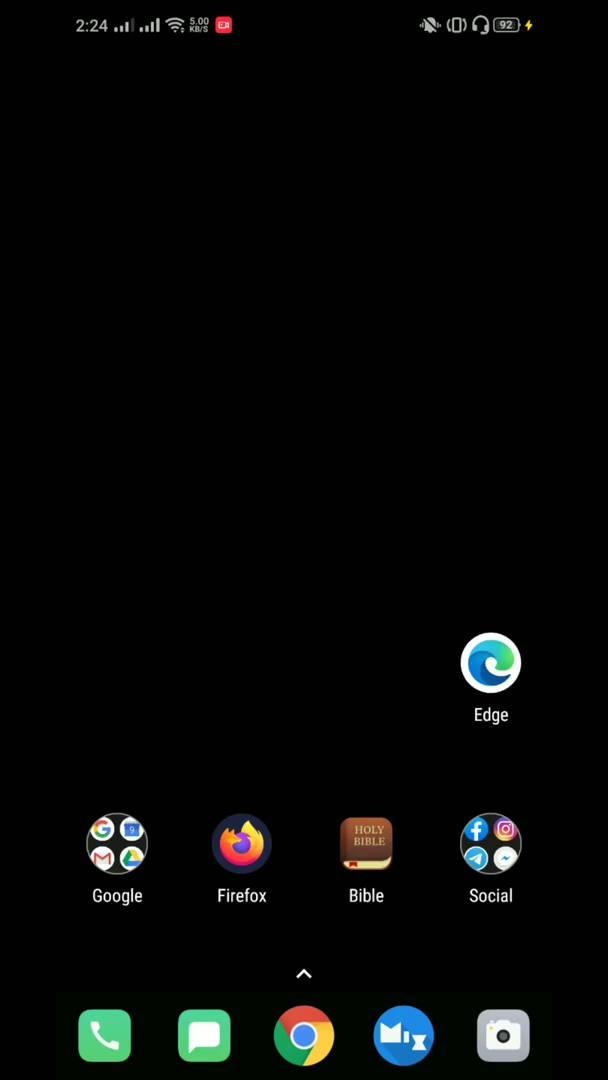 2:24 5.00 KB/S 92
Edge
HOLY
BIBLE
Google Firefox Bible Social